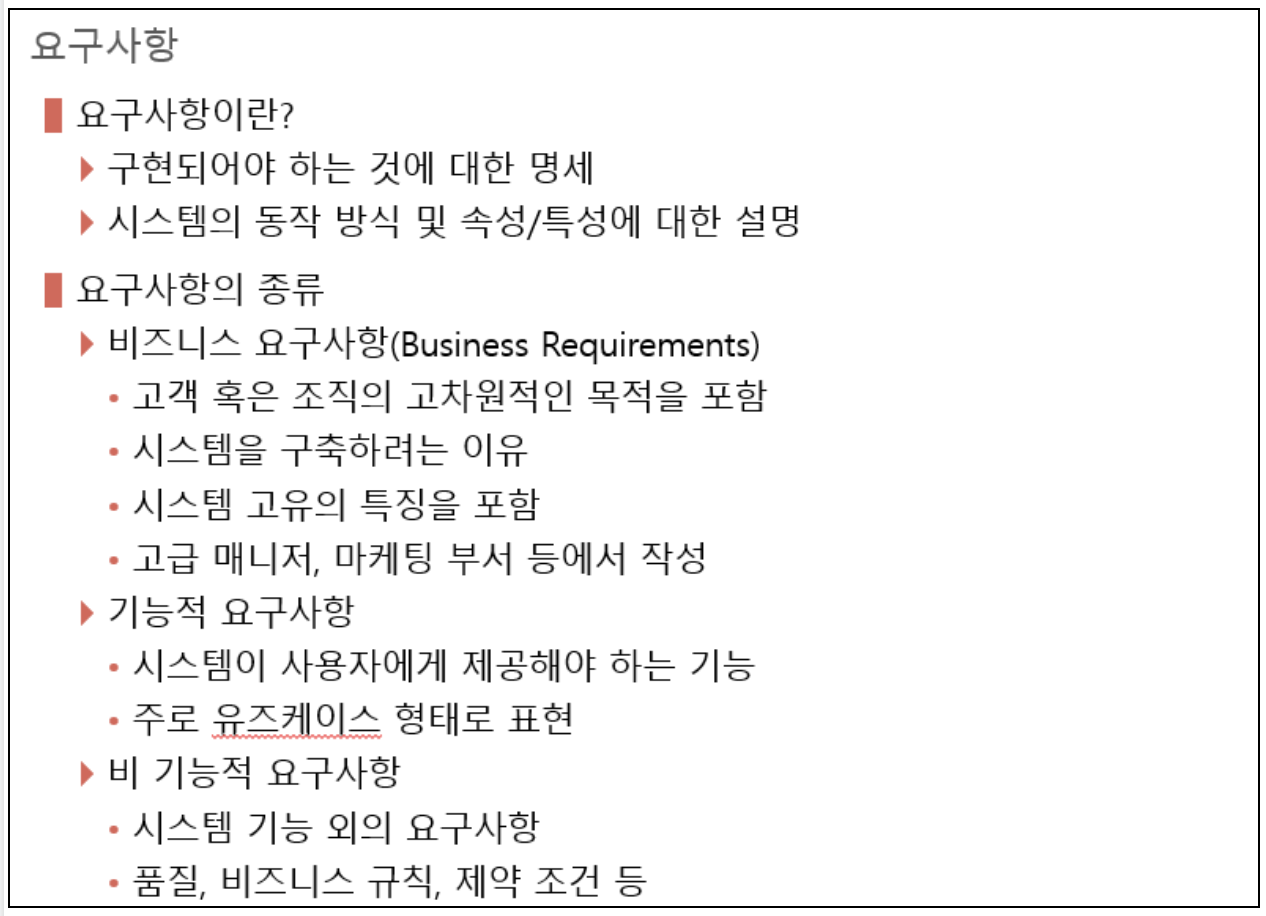 요구사항
요구사항이란?
구현되어야 하는 것에 대한 명세
시스템의 동작 방식 및 속성/특성에 대한 설명
요구사항의 종류
비즈니스 요구사항(Business Requirements)
고객 혹은 조직의 고차원적인 목적을 포함
시스템을 구축하려는 이유
시스템 고유의 특징을 포함
고급 매니저, 마케팅 부서 등에서 작성
기능적 요구사항
시스템이 사용자에게 제공해야 하는 기능
주로 유즈케이스 형태로 표현
비 기능적 요구사항
시스템 기능 외의 요구사항
품질, 비즈니스 규칙, 제약 조건 등